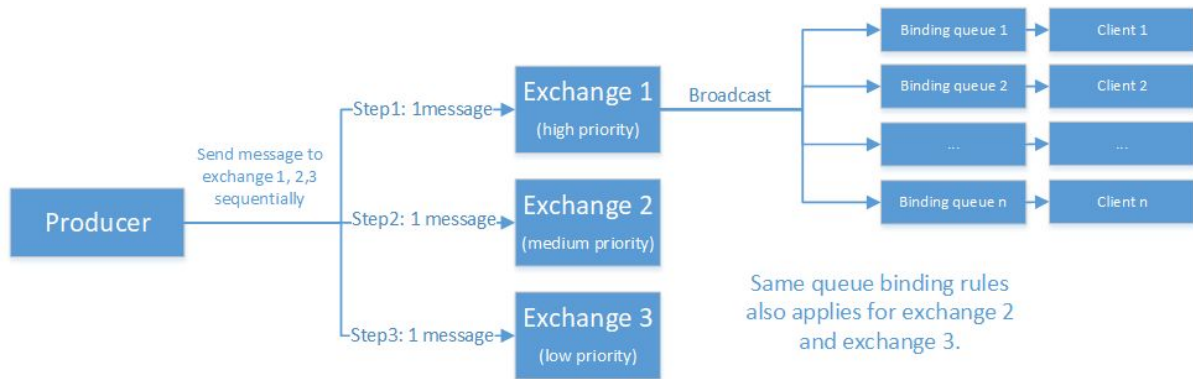 Producer
Send message to
exchange 1, 2,3
sequentially
Step1: 1message
Step2: 1 message
Step3: 1 message
Exchange 1
(high priority)
Exchange 2
(medium priority)
Exchange 3
(low priority)
Broadcast
Binding queue 1
Client 1
Binding queue 2
Client 2
...
...
Binding queue n
Client n
Same queue binding rules
also applies for exchange 2
and exchange 3.